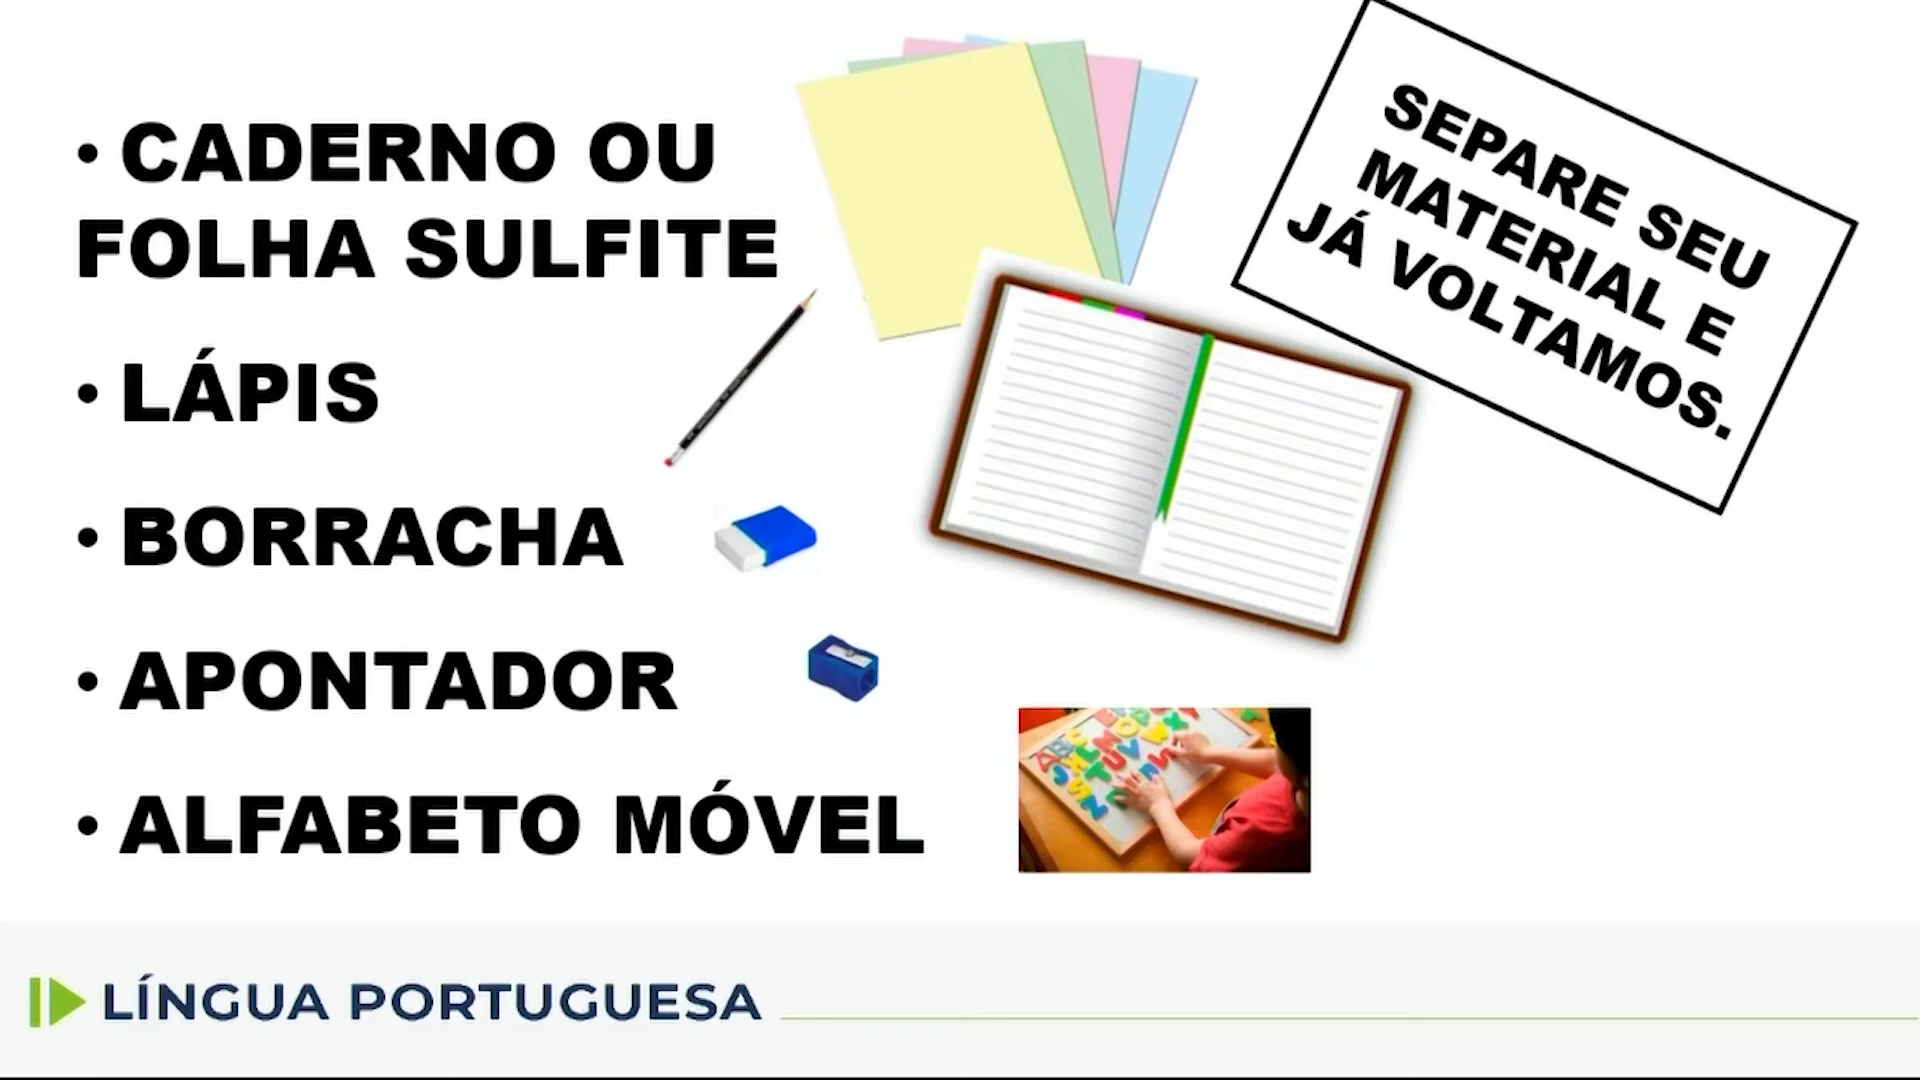 • CADERNO OU
FOLHA SULFITE
• LÁPIS
• BORRACHA
• APONTADOR
• ALFABETO MÓVEL
SEPARE SEU
MATERIAL E
JÁ VOLTAMOS.
LÍNGUA PORTUGUESA